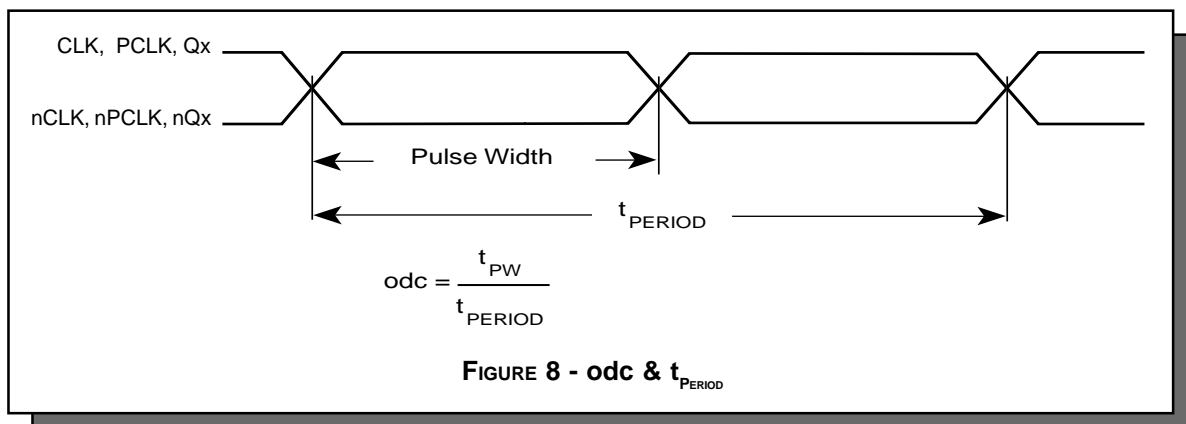 CLK, PCLK, Qx
nCLK, nPCLK, nQx
Pulse Width
tPERIOD
odc = tPW
tPERIOD
FIGURE 8 - odc & tPERIOD